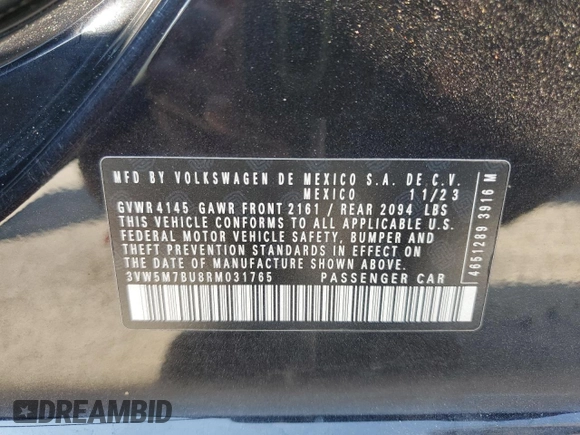 MFD BY VOLKSWAGEN DE MEXICO S.A. DE C.V.
MEXICO 11/23
GVWR 4145 GAWR FRONT 2161 / REAR 2094 LBS
THIS VEHICLE CONFORMS TO ALL APPLICABLE U.S.
FEDERAL MOTOR VEHICLE SAFETY, BUMPER AND
THEFT PREVENTION STANDARDS IN EFFECT ON
THE DATE OF MANUFACTURE SHOWN ABOVE.
3VW5M7BU8RM031765 PASSENGER CAR
4651289 3916 M
DREAMBID